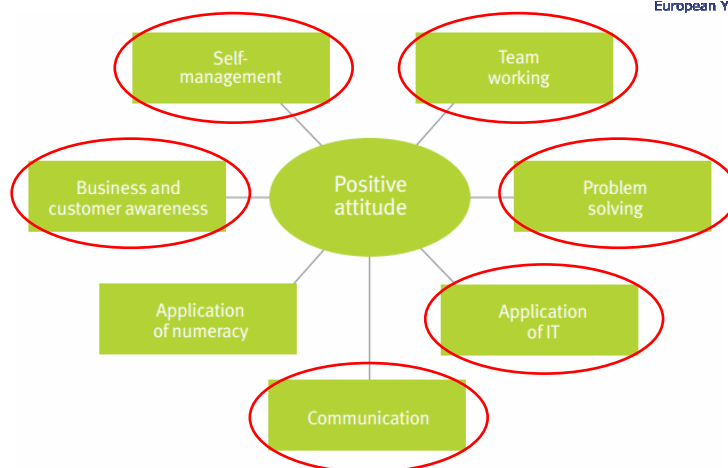 European Y
Self-
management
Team
working
Business and
customer awareness
Positive
attitude
Problem
solving
Application
of numeracy
Application
of IT
Communication